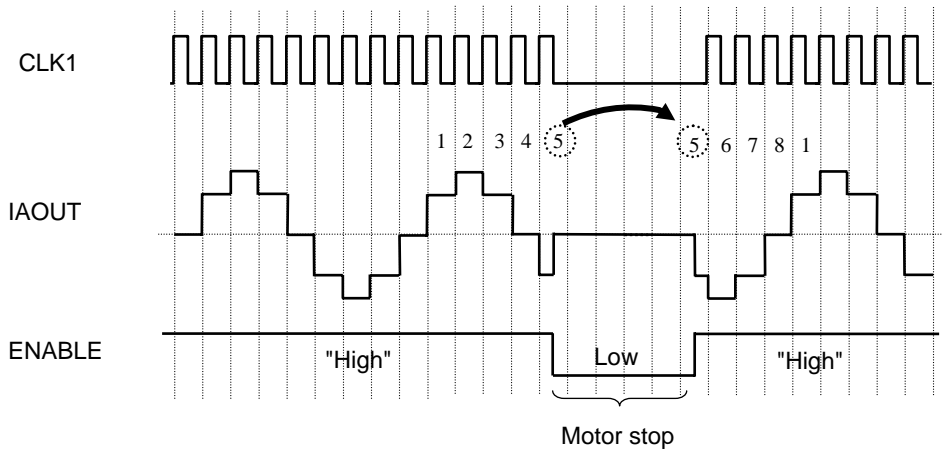 CLK1
1 2 3 4 5 5 6 7 8 1
IAOUT
ENABLE
"High" Low "High"
Motor stop